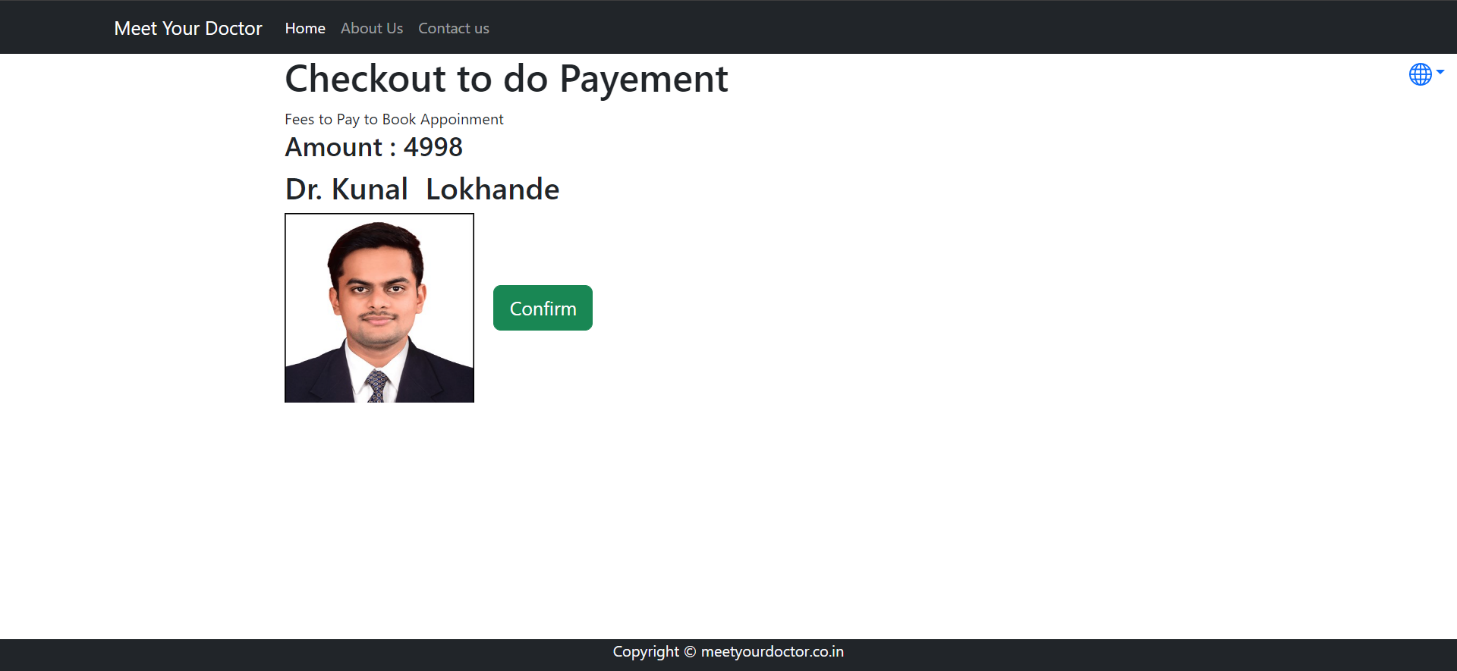 Meet Your Doctor Home About Us Contact us
Checkout to do Payement
Fees to Pay to Book Appoinment
Amount : 4998
Dr. Kunal  Lokhande
Confirm
Copyright © meetyourdoctor.co.in